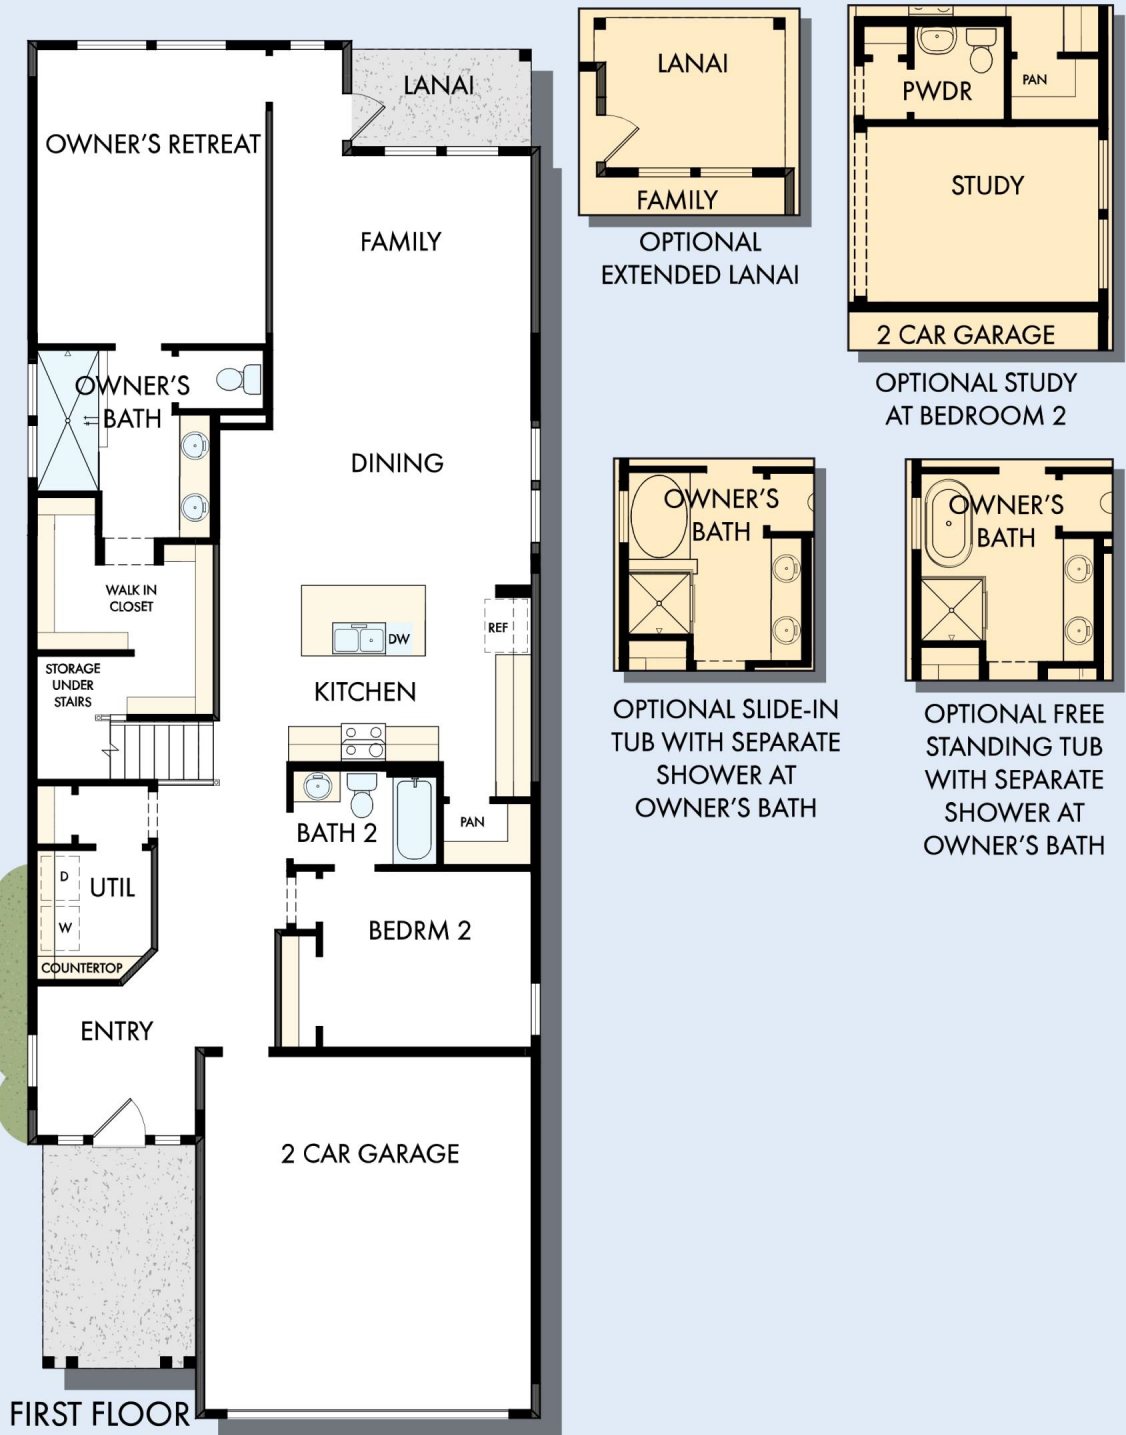 LANAI
OWNER'S RETREAT
FAMILY
OWNER'S
BATH
DINING
WALK IN
CLOSET
STORAGE
UNDER
STAIRS
DW
REF
KITCHEN
BATH 2
PAN
D
UTIL
W
COUNTERTOP
BEDRM 2
ENTRY
2 CAR GARAGE
FIRST FLOOR
LANAI
FAMILY
OPTIONAL
EXTENDED LANAI
PWDR
PAN
STUDY
2 CAR GARAGE
OPTIONAL STUDY
AT BEDROOM 2
OWNER'S
BATH
OPTIONAL SLIDE-IN
TUB WITH SEPARATE
SHOWER AT
OWNER'S BATH
OWNER'S
BATH
OPTIONAL FREE
STANDING TUB
WITH SEPARATE
SHOWER AT
OWNER'S BATH